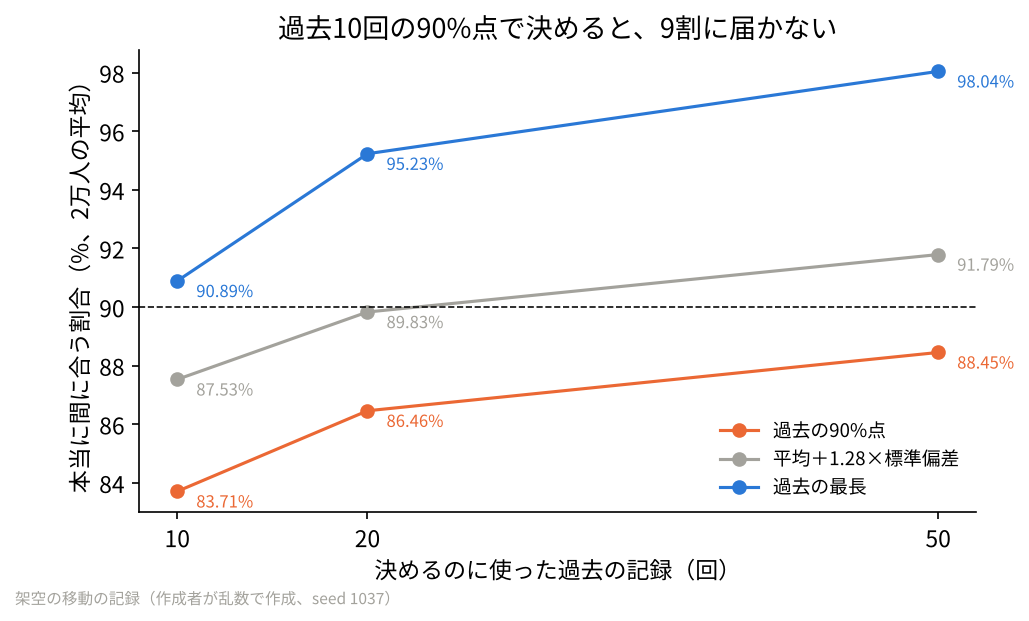 過去10回の90%点で決めると、9割に届かない
本当に間に合う割合（%、2万人の平均）
98
96
94
92
90
88
86
84
98.04%
95.23%
90.89%
91.79%
89.83%
87.53%
88.45%
86.46%
83.71%
過去の90%点
平均＋1.28×標準偏差
過去の最長
10
20
50
決めるのに使った過去の記録（回）
架空の移動の記録（作成者が乱数で作成、seed 1037）